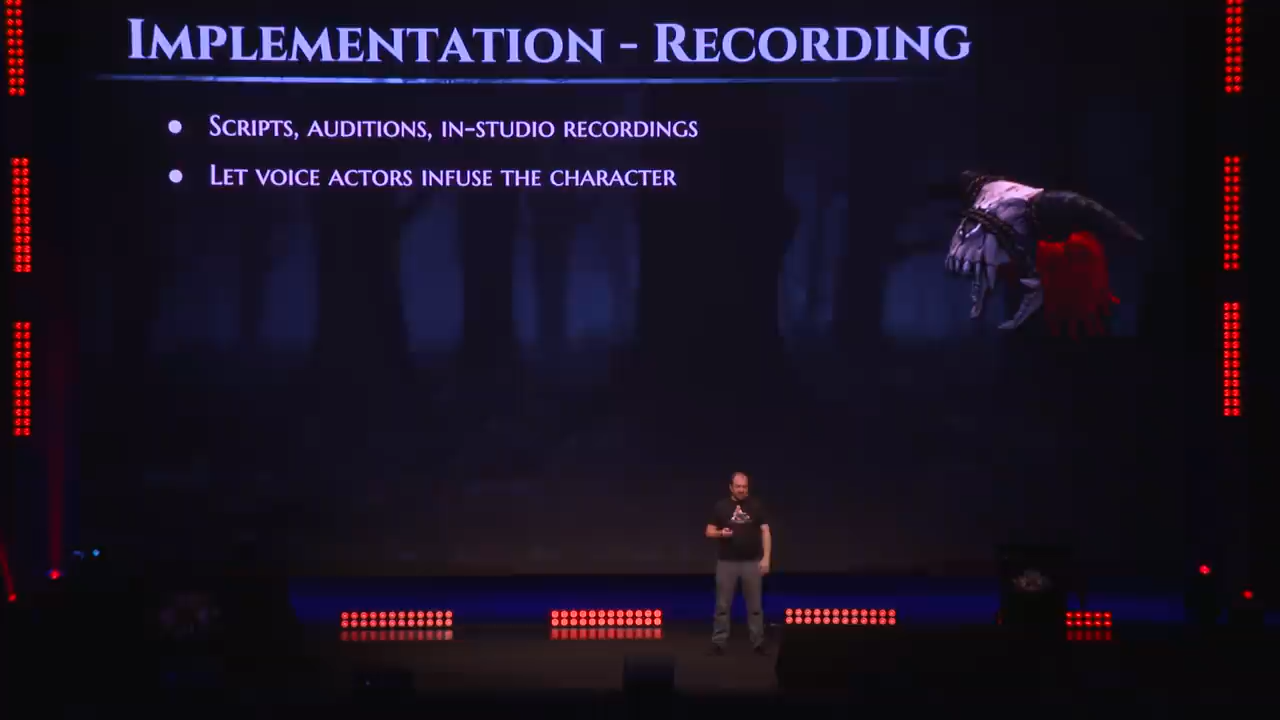 Implementation - Recording
Scripts, auditions, in-studio recordings
Let voice actors infuse the character